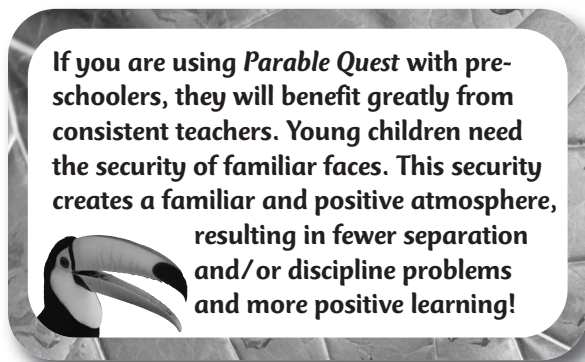 If you are using Parable Quest with pre-
schoolers, they will benefit greatly from
consistent teachers. Young children need
the security of familiar faces. This security
creates a familiar and positive atmosphere,
resulting in fewer separation
and/or discipline problems
and more positive learning!